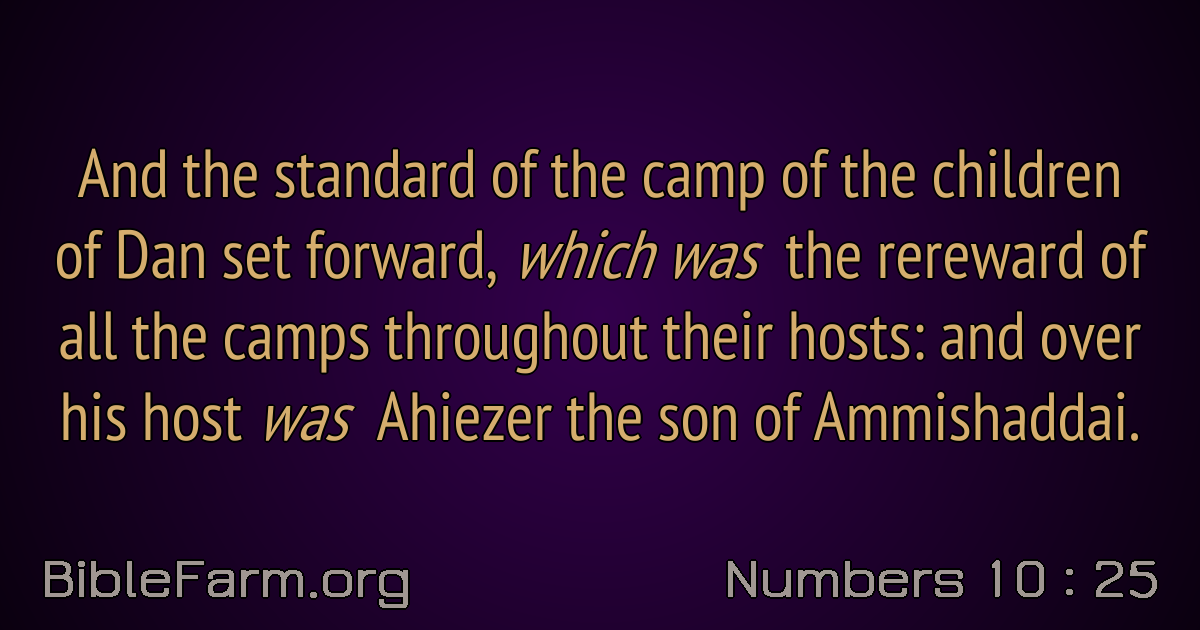 And the standard of the camp of the children
of Dan set forward, which was the rereward of
all the camps throughout their hosts: and over
his host was Ahiezer the son of Ammishaddai.
BibleFarm.org
Numbers 10 : 25